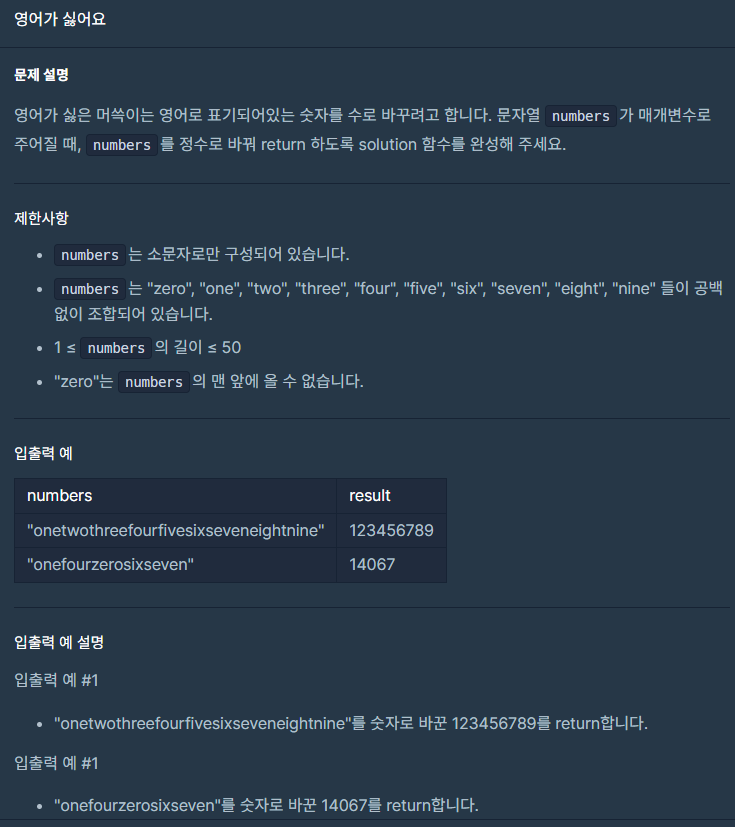 영어가 싫어요
문제 설명
영어가 싫은 머쓱이는 영어로 표기되어있는 숫자를 수로 바꾸려고 합니다. 문자열 numbers 가 매개변수로
주어질 때, numbers 를 정수로 바꿔 return 하도록 solution 함수를 완성해 주세요.
제한사항
• numbers 는 소문자로만 구성되어 있습니다.
• numbers 는 "zero", "one", "two", "three", "four", "five", "six", "seven", "eight", "nine" 들이 공백
없이 조합되어 있습니다.
• 1 ≤ numbers 의 길이 ≤ 50
• "zero"는 numbers 의 맨 앞에 올 수 없습니다.
입출력 예
numbers result
"onetwothreefourfivesixseveneightnine" 123456789
"onefourzerosixseven" 14067
입출력 예 설명
입출력 예 #1
• "onetwothreefourfivesixseveneightnine"를 숫자로 바꾼 123456789를 return합니다.
입출력 예 #1
• "onefourzerosixseven"를 숫자로 바꾼 14067를 return합니다.